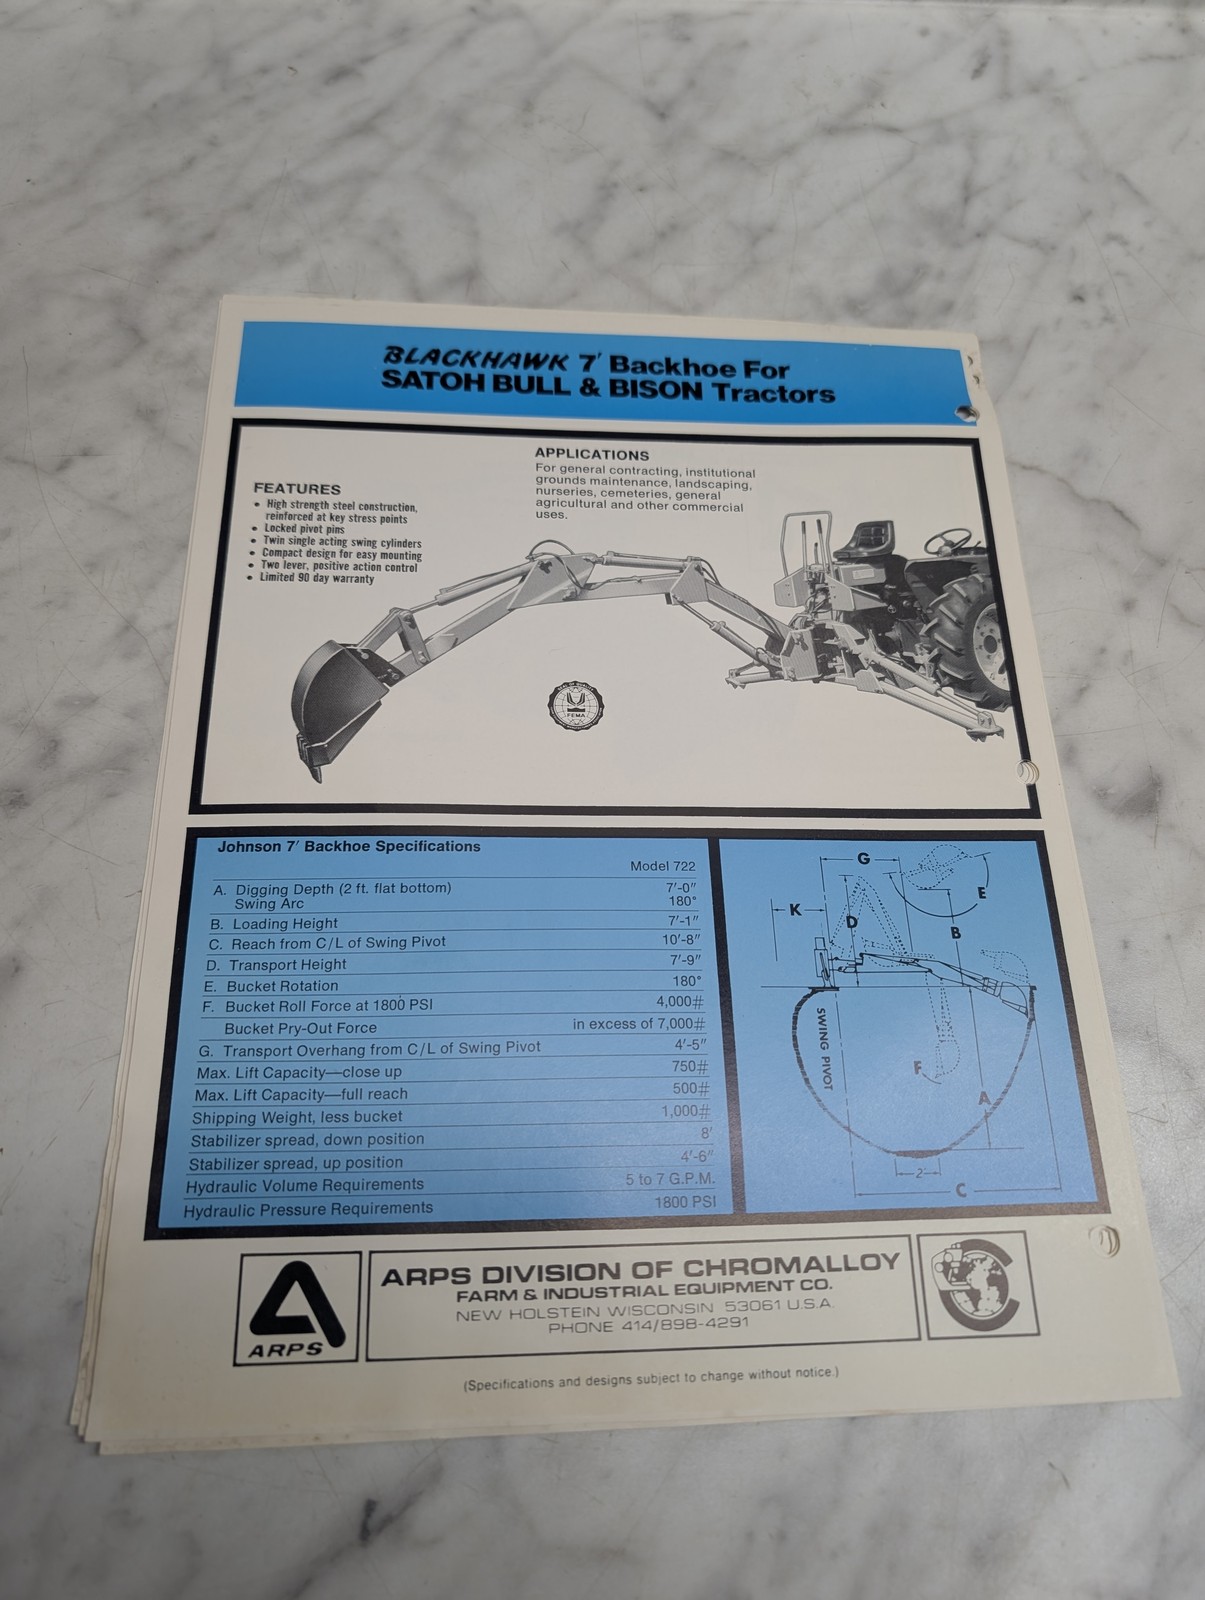 BLACKHAWK 7′ Backhoe For
SATOH BULL & BISON Tractors
FEATURES
• High strength steel construction,
reinforced at key stress points
• Locked pivot pins
• Twin single acting swing cylinders
• Compact design for easy mounting
• Two lever, positive action control
• Limited 90 day warranty
APPLICATIONS
For general contracting, institutional
grounds maintenance, landscaping,
nurseries, cemeteries, general
agricultural and other commercial
uses.
SEAL OF QUALITY
FEMA
Johnson 7′ Backhoe Specifications
Model 722
A. Digging Depth (2 ft. flat bottom) 7′-0″
Swing Arc 180°
B. Loading Height 7′-1″
C. Reach from C/L of Swing Pivot 10′-8″
D. Transport Height 7′-9″
E. Bucket Rotation 180°
F. Bucket Roll Force at 1800 PSI 4,000#
Bucket Pry-Out Force in excess of 7,000#
G. Transport Overhang from C/L of Swing Pivot 4′-5″
Max. Lift Capacity—close up 750#
Max. Lift Capacity—full reach 500#
Shipping Weight, less bucket 1,000#
Stabilizer spread, down position 8′
Stabilizer spread, up position 4′-6″
Hydraulic Volume Requirements 5 to 7 G.P.M.
Hydraulic Pressure Requirements 1800 PSI
G
E
K
D
B
SWING PIVOT
F
A
2′
C
ARPS
ARPS DIVISION OF CHROMALLOY
FARM & INDUSTRIAL EQUIPMENT CO.
NEW HOLSTEIN WISCONSIN 53061 U.S.A.
PHONE 414/898-4291
(Specifications and designs subject to change without notice.)